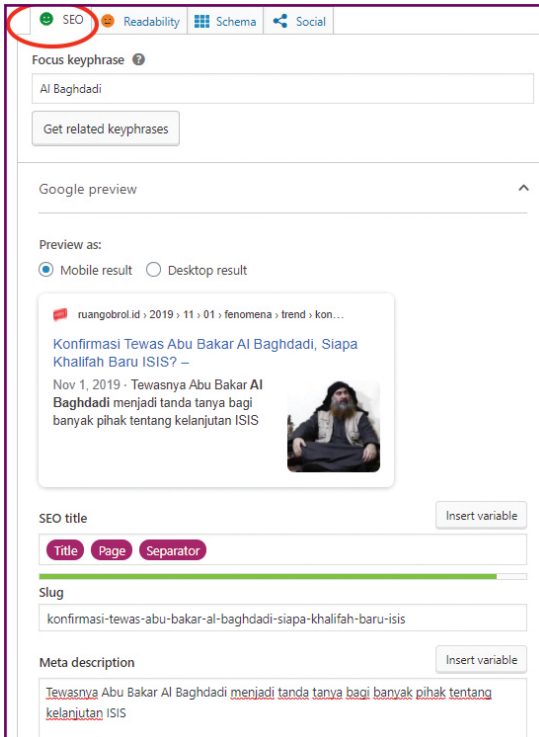 SEO Readability Schema Social
Focus keyphrase ?
Al Baghdadi
Get related keyphrases
Google preview
Preview as:
Mobile result Desktop result
ruangobrol.id › 2019 › 11 › 01 › fenomena › trend › kon...
Konfirmasi Tewas Abu Bakar Al Baghdadi, Siapa
Khalifah Baru ISIS? –
Nov 1, 2019 · Tewasnya Abu Bakar Al
Baghdadi menjadi tanda tanya bagi
banyak pihak tentang kelanjutan ISIS
SEO title Insert variable
Title Page Separator
Slug
konfirmasi-tewas-abu-bakar-al-baghdadi-siapa-khalifah-baru-isis
Meta description Insert variable
Tewasnya Abu Bakar Al Baghdadi menjadi tanda tanya bagi banyak pihak tentang
kelanjutan ISIS